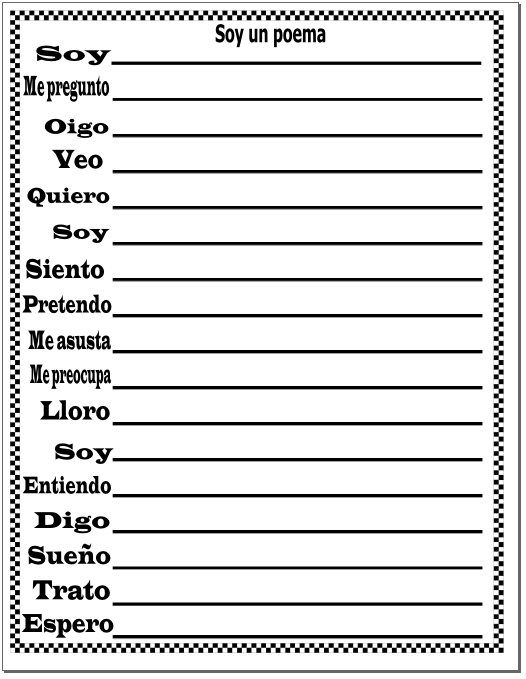 Soy un poema
Soy
Me pregunto
Oigo
Veo
Quiero
Soy
Siento
Pretendo
Me asusta
Me preocupa
Lloro
Soy
Entiendo
Digo
Sueño
Trato
Espero